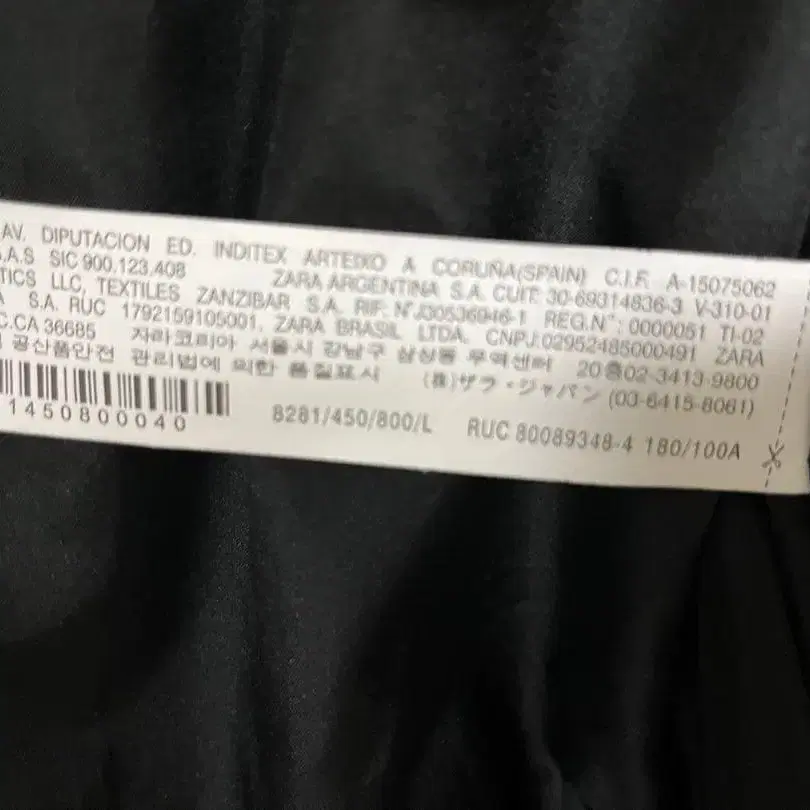 AV. DIPUTACION ED. INDITEX ARTEIXO A CORUÑA(SPAIN) C.I.F. A-15075062
.A.S SIC 900.123.408 ZARA ARGENTINA S.A. CUIT: 30-69314836-3 V-310-01
TICS LLC, TEXTILES ZANZIBAR S.A. RIF: N°J30536946-1 REG.N°: 0000051 TI-02
A S.A. RUC 1792159105001. ZARA BRASIL LTDA. CNPJ:02952485000491 ZARA
C.CA 36685 자라코리아 서울시 강남구 삼성동 무역센터 20층02-3413-9800
공산품안전 관리법에 의한 품질표시 (株)ザラ・ジャパン (03-6415-8061)
1450800040 8281/450/800/L RUC 80089348-4 180/100A